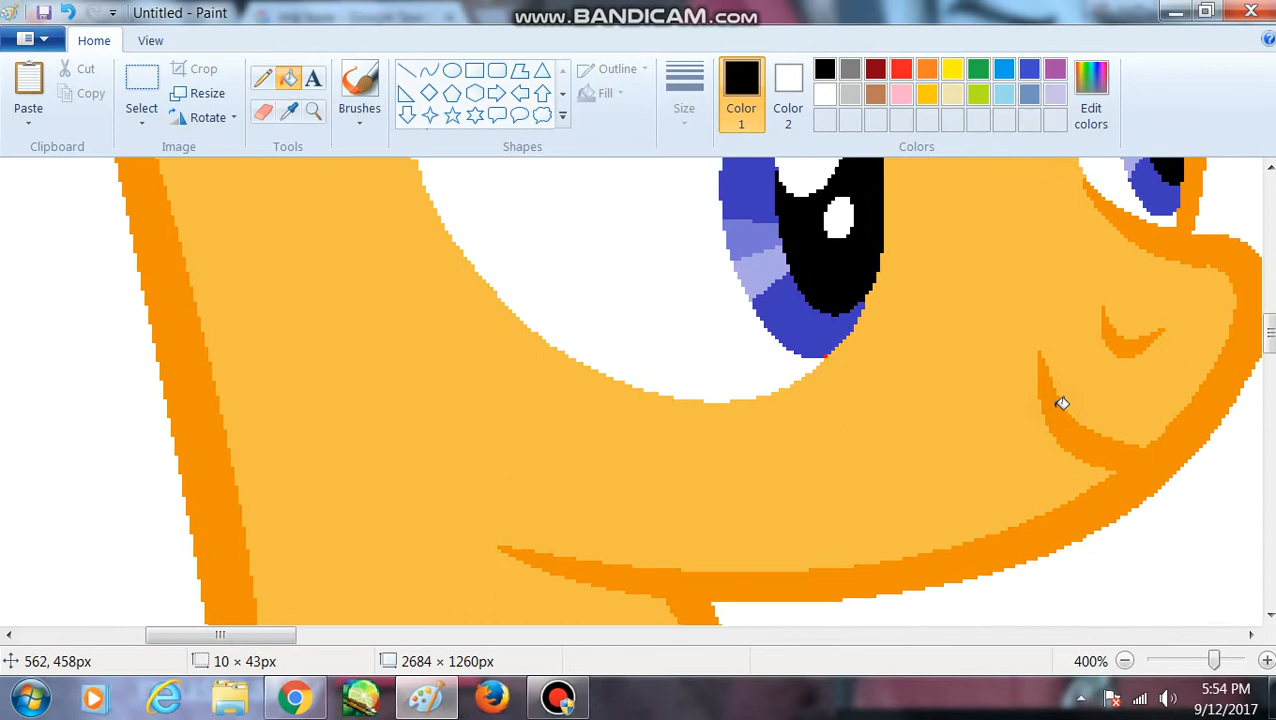 Untitled - Paint
www.BANDICAM.com
Home
View
Paste
Cut
Copy
Clipboard
Select
Crop
Resize
Rotate
Image
A
Tools
Brushes
Outline
Fill
Shapes
Size
Color
1
Color
2
Edit
colors
Colors
562, 458px
10 × 43px
2684 × 1260px
400%
5:54 PM
9/12/2017